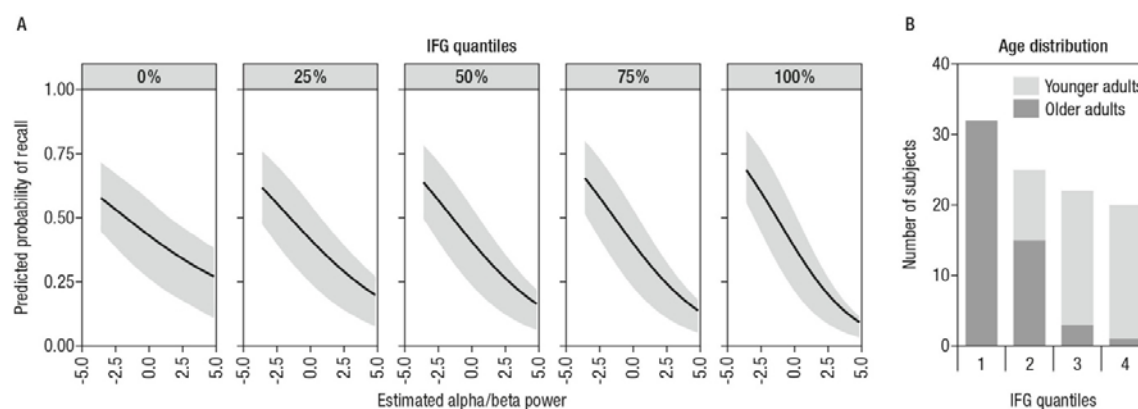 A
IFG quantiles
0% 25% 50% 75% 100%
Predicted probability of recall
1.00
0.75
0.50
0.25
0.00
-5.0 -2.5 0.0 2.5 5.0 -5.0 -2.5 0.0 2.5 5.0 -5.0 -2.5 0.0 2.5 5.0 -5.0 -2.5 0.0 2.5 5.0 -5.0 -2.5 0.0 2.5 5.0
Estimated alpha/beta power
B
Age distribution
Number of subjects
40
30
20
10
0
Younger adults
Older adults
1 2 3 4
IFG quantiles